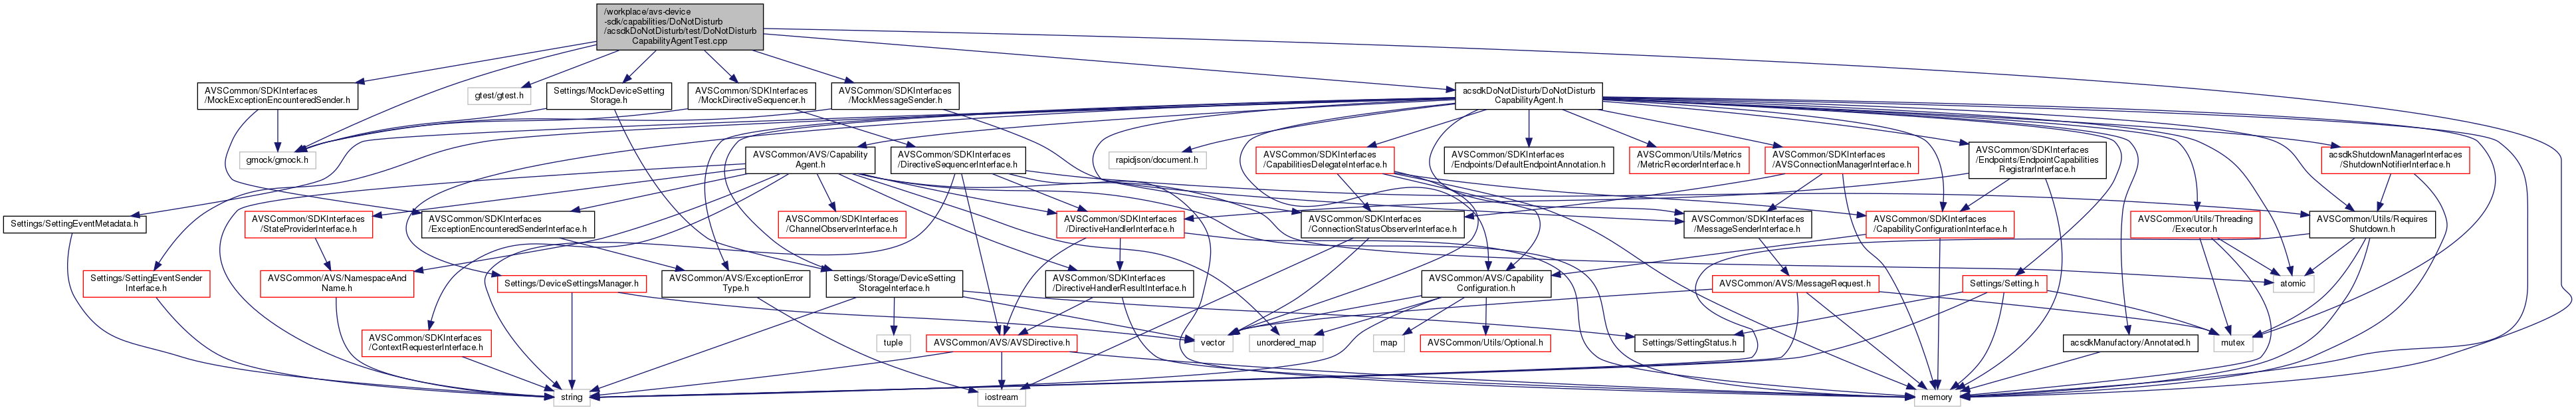 /workplace/avs-device
-sdk/capabilities/DoNotDisturb
/acsdkDoNotDisturb/test/DoNotDisturb
CapabilityAgentTest.cpp
AVSCommon/SDKInterfaces
/MockExceptionEncounteredSender.h
gtest/gtest.h
Settings/MockDeviceSetting
Storage.h
AVSCommon/SDKInterfaces
/MockDirectiveSequencer.h
AVSCommon/SDKInterfaces
/MockMessageSender.h
acsdkDoNotDisturb/DoNotDisturb
CapabilityAgent.h
gmock/gmock.h
AVSCommon/AVS/Capability
Agent.h
AVSCommon/SDKInterfaces
/DirectiveSequencerInterface.h
rapidjson/document.h
AVSCommon/SDKInterfaces
/CapabilitiesDelegateInterface.h
AVSCommon/SDKInterfaces
/Endpoints/DefaultEndpointAnnotation.h
AVSCommon/Utils/Metrics
/MetricRecorderInterface.h
AVSCommon/SDKInterfaces
/AVSConnectionManagerInterface.h
AVSCommon/SDKInterfaces
/Endpoints/EndpointCapabilities
RegistrarInterface.h
acsdkShutdownManagerInterfaces
/ShutdownNotifierInterface.h
Settings/SettingEventMetadata.h
AVSCommon/SDKInterfaces
/StateProviderInterface.h
AVSCommon/SDKInterfaces
/ExceptionEncounteredSenderInterface.h
AVSCommon/SDKInterfaces
/ChannelObserverInterface.h
AVSCommon/SDKInterfaces
/DirectiveHandlerInterface.h
AVSCommon/SDKInterfaces
/ConnectionStatusObserverInterface.h
AVSCommon/SDKInterfaces
/MessageSenderInterface.h
AVSCommon/SDKInterfaces
/CapabilityConfigurationInterface.h
AVSCommon/Utils/Threading
/Executor.h
AVSCommon/Utils/Requires
Shutdown.h
Settings/SettingEventSender
Interface.h
AVSCommon/AVS/NamespaceAnd
Name.h
Settings/DeviceSettingsManager.h
AVSCommon/AVS/ExceptionError
Type.h
Settings/Storage/DeviceSetting
StorageInterface.h
AVSCommon/SDKInterfaces
/DirectiveHandlerResultInterface.h
AVSCommon/AVS/Capability
Configuration.h
AVSCommon/AVS/MessageRequest.h
Settings/Setting.h
atomic
AVSCommon/SDKInterfaces
/ContextRequesterInterface.h
tuple
AVSCommon/AVS/AVSDirective.h
vector
unordered_map
map
AVSCommon/Utils/Optional.h
Settings/SettingStatus.h
acsdkManufactory/Annotated.h
mutex
string
iostream
memory